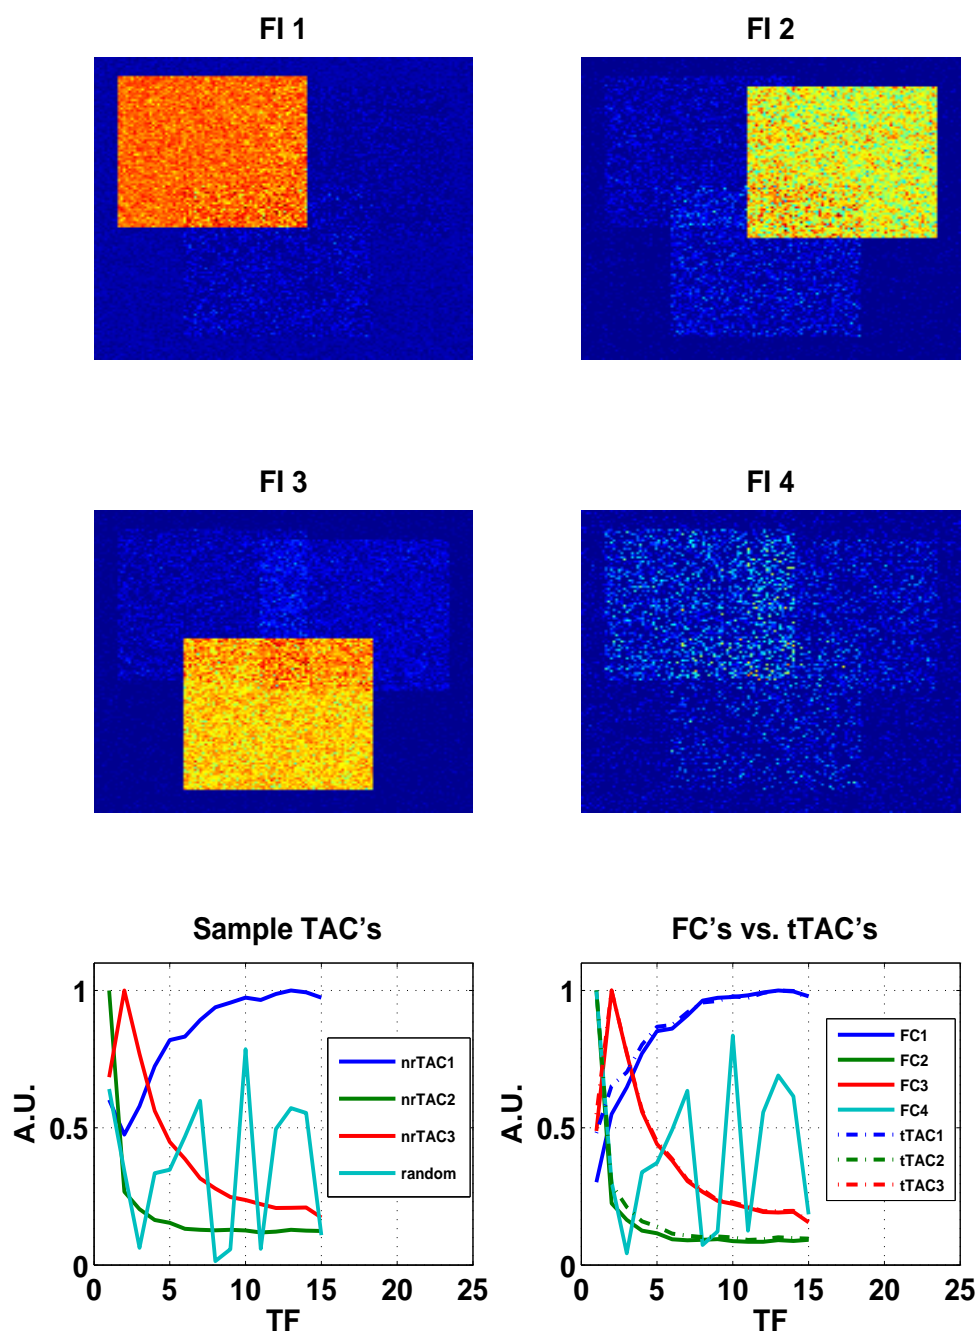 FI 1
FI 2
FI 3
FI 4
Sample TAC's
A.U.
1
0.5
0
0
5
10
15
20
25
TF
nrTAC1
nrTAC2
nrTAC3
random
FC's vs. tTAC's
A.U.
1
0.5
0
0
5
10
15
20
25
TF
FC1
FC2
FC3
FC4
tTAC1
tTAC2
tTAC3